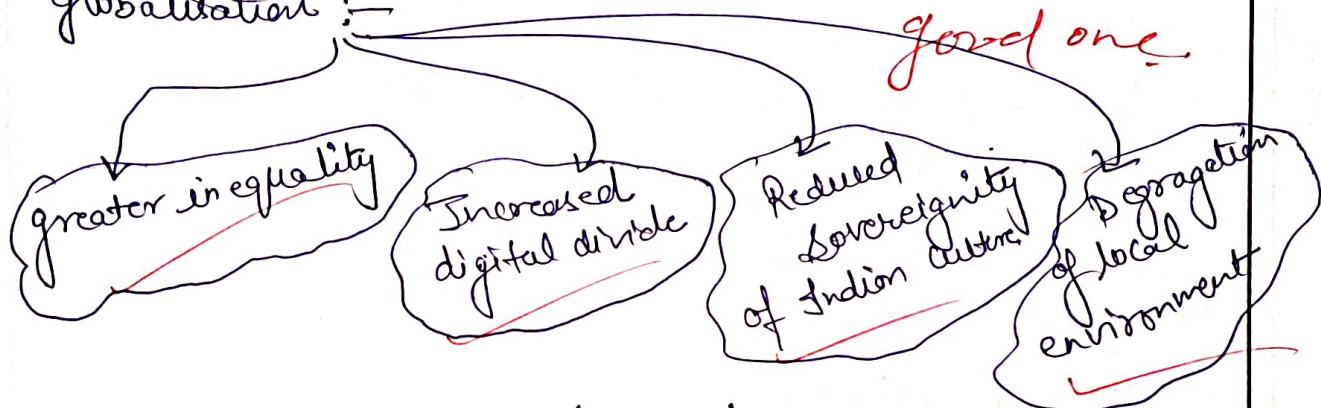 globalisation :-
good one
greater inequality
Increased
digital divide
Reduced
Sovereignity
of Indian Culture
Degragation
of local
environment